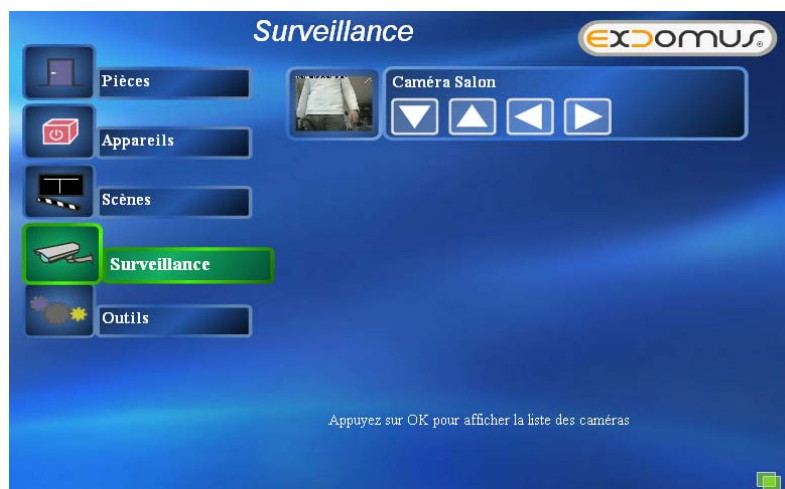 Surveillance
EXDOMUS
Pièces
Caméra Salon
Appareils
Scènes
Surveillance
Outils
Appuyez sur OK pour afficher la liste des caméras